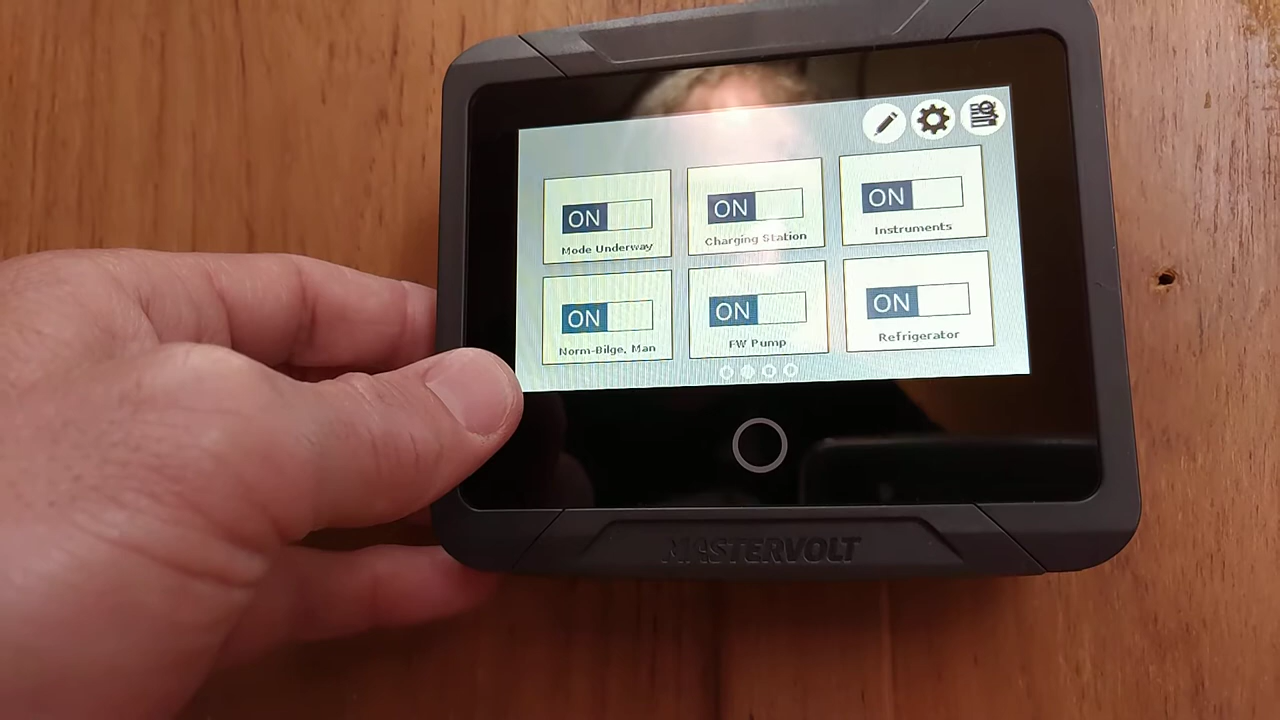 ON
Mode Underway
ON
Charging Station
ON
Instruments
ON
Norm-Bilge, Man
ON
FW Pump
ON
Refrigerator
MASTERVOLT